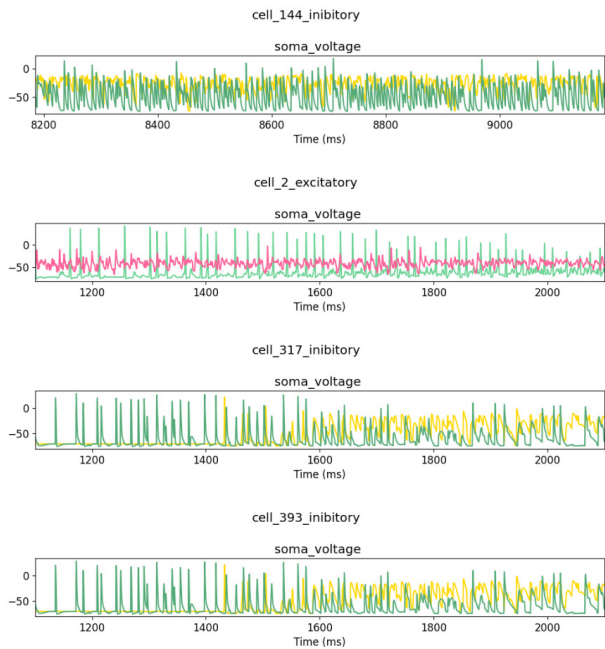 cell_144_inibitory
soma_voltage
0
−50
8200 8400 8600 8800 9000
Time (ms)
cell_2_excitatory
soma_voltage
0
−50
1200 1400 1600 1800 2000
Time (ms)
cell_317_inibitory
soma_voltage
0
−50
1200 1400 1600 1800 2000
Time (ms)
cell_393_inibitory
soma_voltage
0
−50
1200 1400 1600 1800 2000
Time (ms)